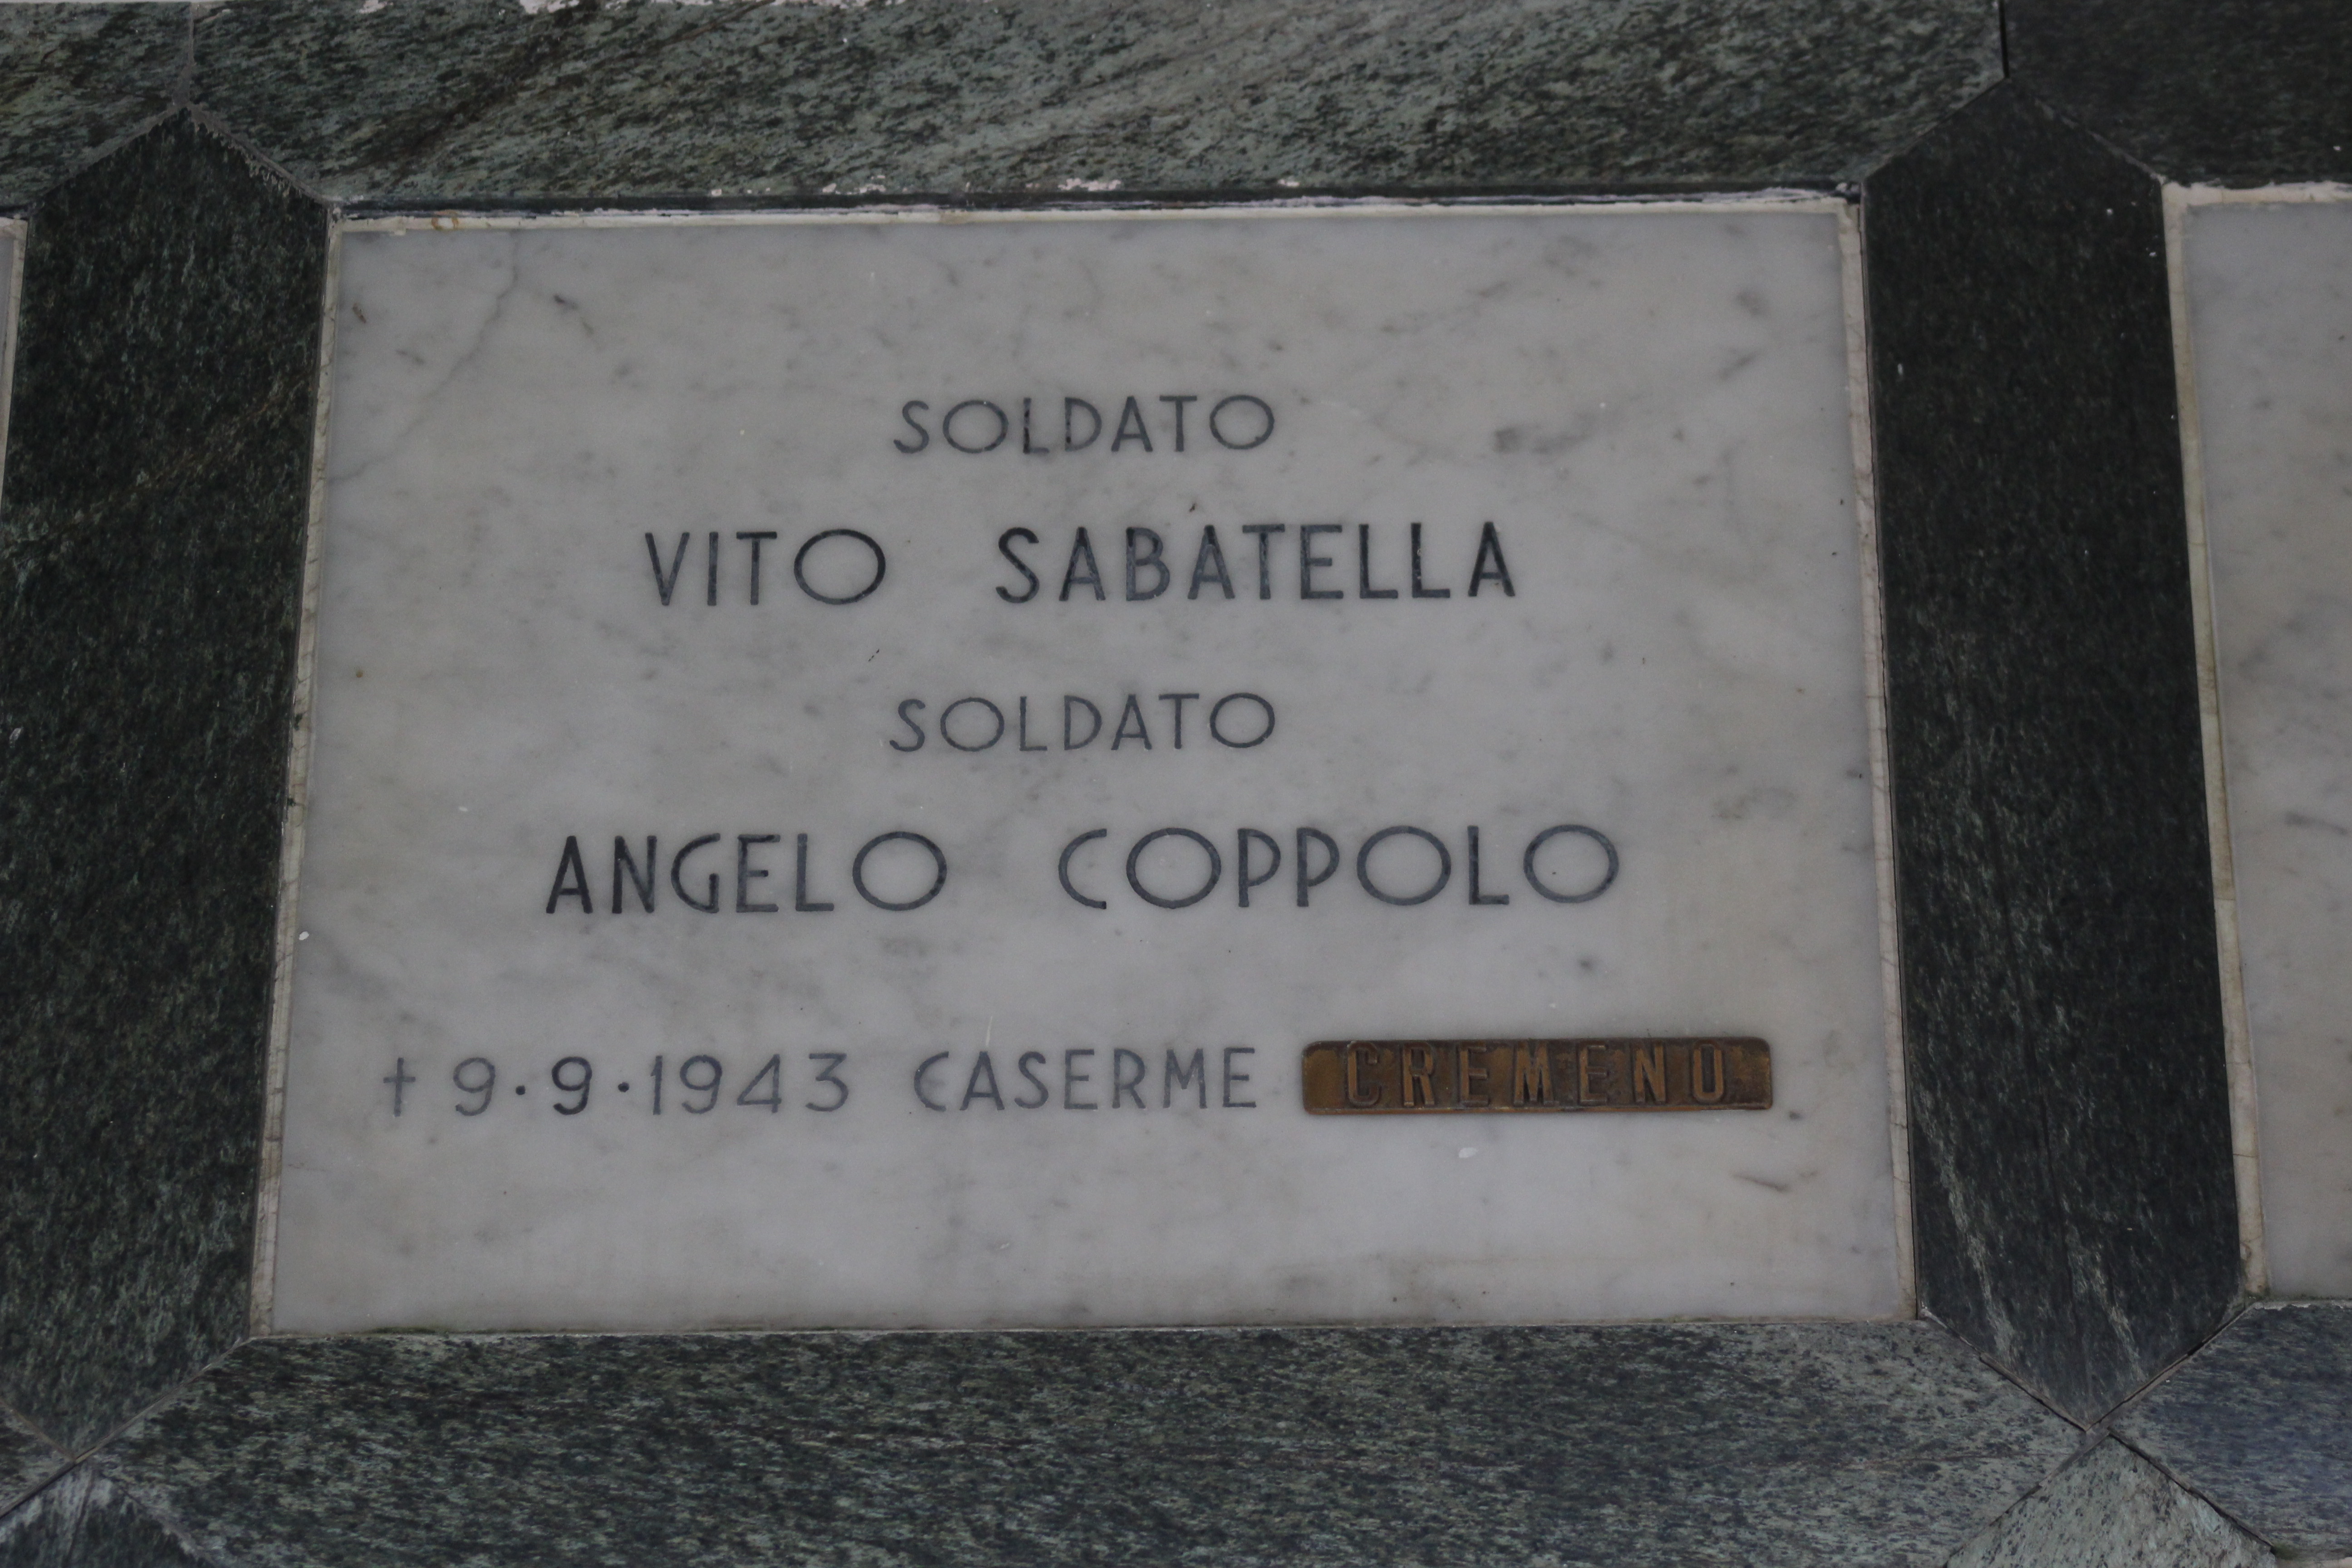 SOLDATO
VITO SABATELLA
SOLDATO
ANGELO COPPOLO
† 9·9·1943 CASERME CREMENO